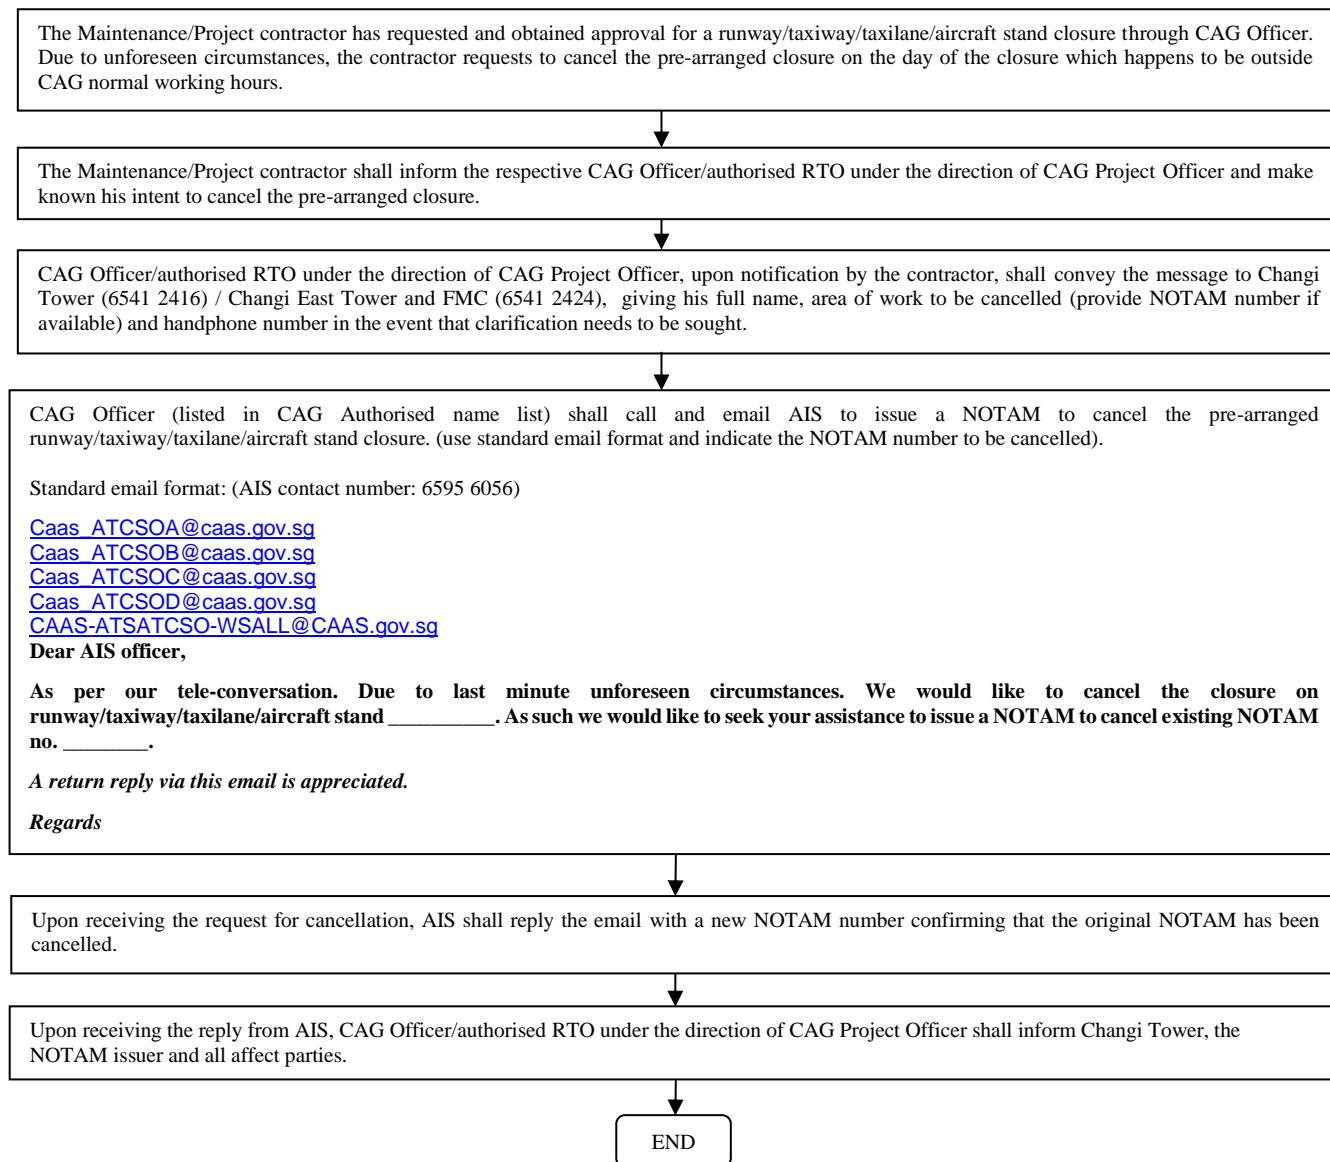 The Maintenance/Project contractor has requested and obtained approval for a runway/taxiway/taxilane/aircraft stand closure through CAG Officer.
Due to unforeseen circumstances, the contractor requests to cancel the pre-arranged closure on the day of the closure which happens to be outside
CAG normal working hours.
The Maintenance/Project contractor shall inform the respective CAG Officer/authorised RTO under the direction of CAG Project Officer and make
known his intent to cancel the pre-arranged closure.
CAG Officer/authorised RTO under the direction of CAG Project Officer, upon notification by the contractor, shall convey the message to Changi
Tower (6541 2416) / Changi East Tower and FMC (6541 2424), giving his full name, area of work to be cancelled (provide NOTAM number if
available) and handphone number in the event that clarification needs to be sought.
CAG Officer (listed in CAG Authorised name list) shall call and email AIS to issue a NOTAM to cancel the pre-arranged
runway/taxiway/taxilane/aircraft stand closure. (use standard email format and indicate the NOTAM number to be cancelled).
Standard email format: (AIS contact number: 6595 6056)
Caas_ATCSOA@caas.gov.sg
Caas_ATCSOB@caas.gov.sg
Caas_ATCSOC@caas.gov.sg
Caas_ATCSOD@caas.gov.sg
CAAS-ATSATCSO-WSALL@CAAS.gov.sg
Dear AIS officer,
As per our tele-conversation. Due to last minute unforeseen circumstances. We would like to cancel the closure on
runway/taxiway/taxilane/aircraft stand __________. As such we would like to seek your assistance to issue a NOTAM to cancel existing NOTAM
no. ________.
A return reply via this email is appreciated.
Regards
Upon receiving the request for cancellation, AIS shall reply the email with a new NOTAM number confirming that the original NOTAM has been
cancelled.
Upon receiving the reply from AIS, CAG Officer/authorised RTO under the direction of CAG Project Officer shall inform Changi Tower, the
NOTAM issuer and all affect parties.
END